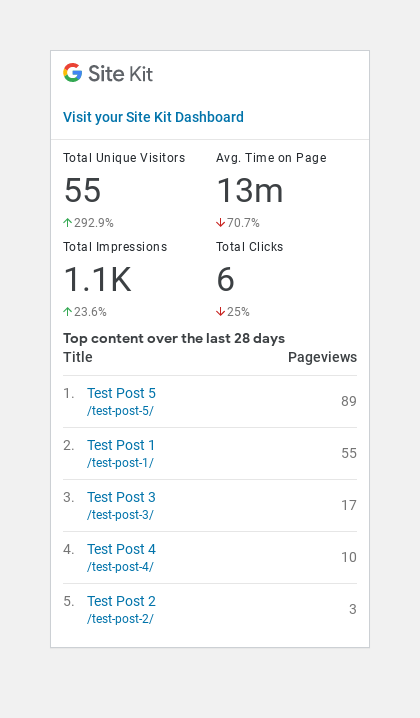 Site Kit
Visit your Site Kit Dashboard
Total Unique Visitors
55
292.9%
Avg. Time on Page
13m
70.7%
Total Impressions
1.1K
23.6%
Total Clicks
6
25%
Top content over the last 28 days
Title Pageviews
1. Test Post 5
/test-post-5/
89
2. Test Post 1
/test-post-1/
55
3. Test Post 3
/test-post-3/
17
4. Test Post 4
/test-post-4/
10
5. Test Post 2
/test-post-2/
3